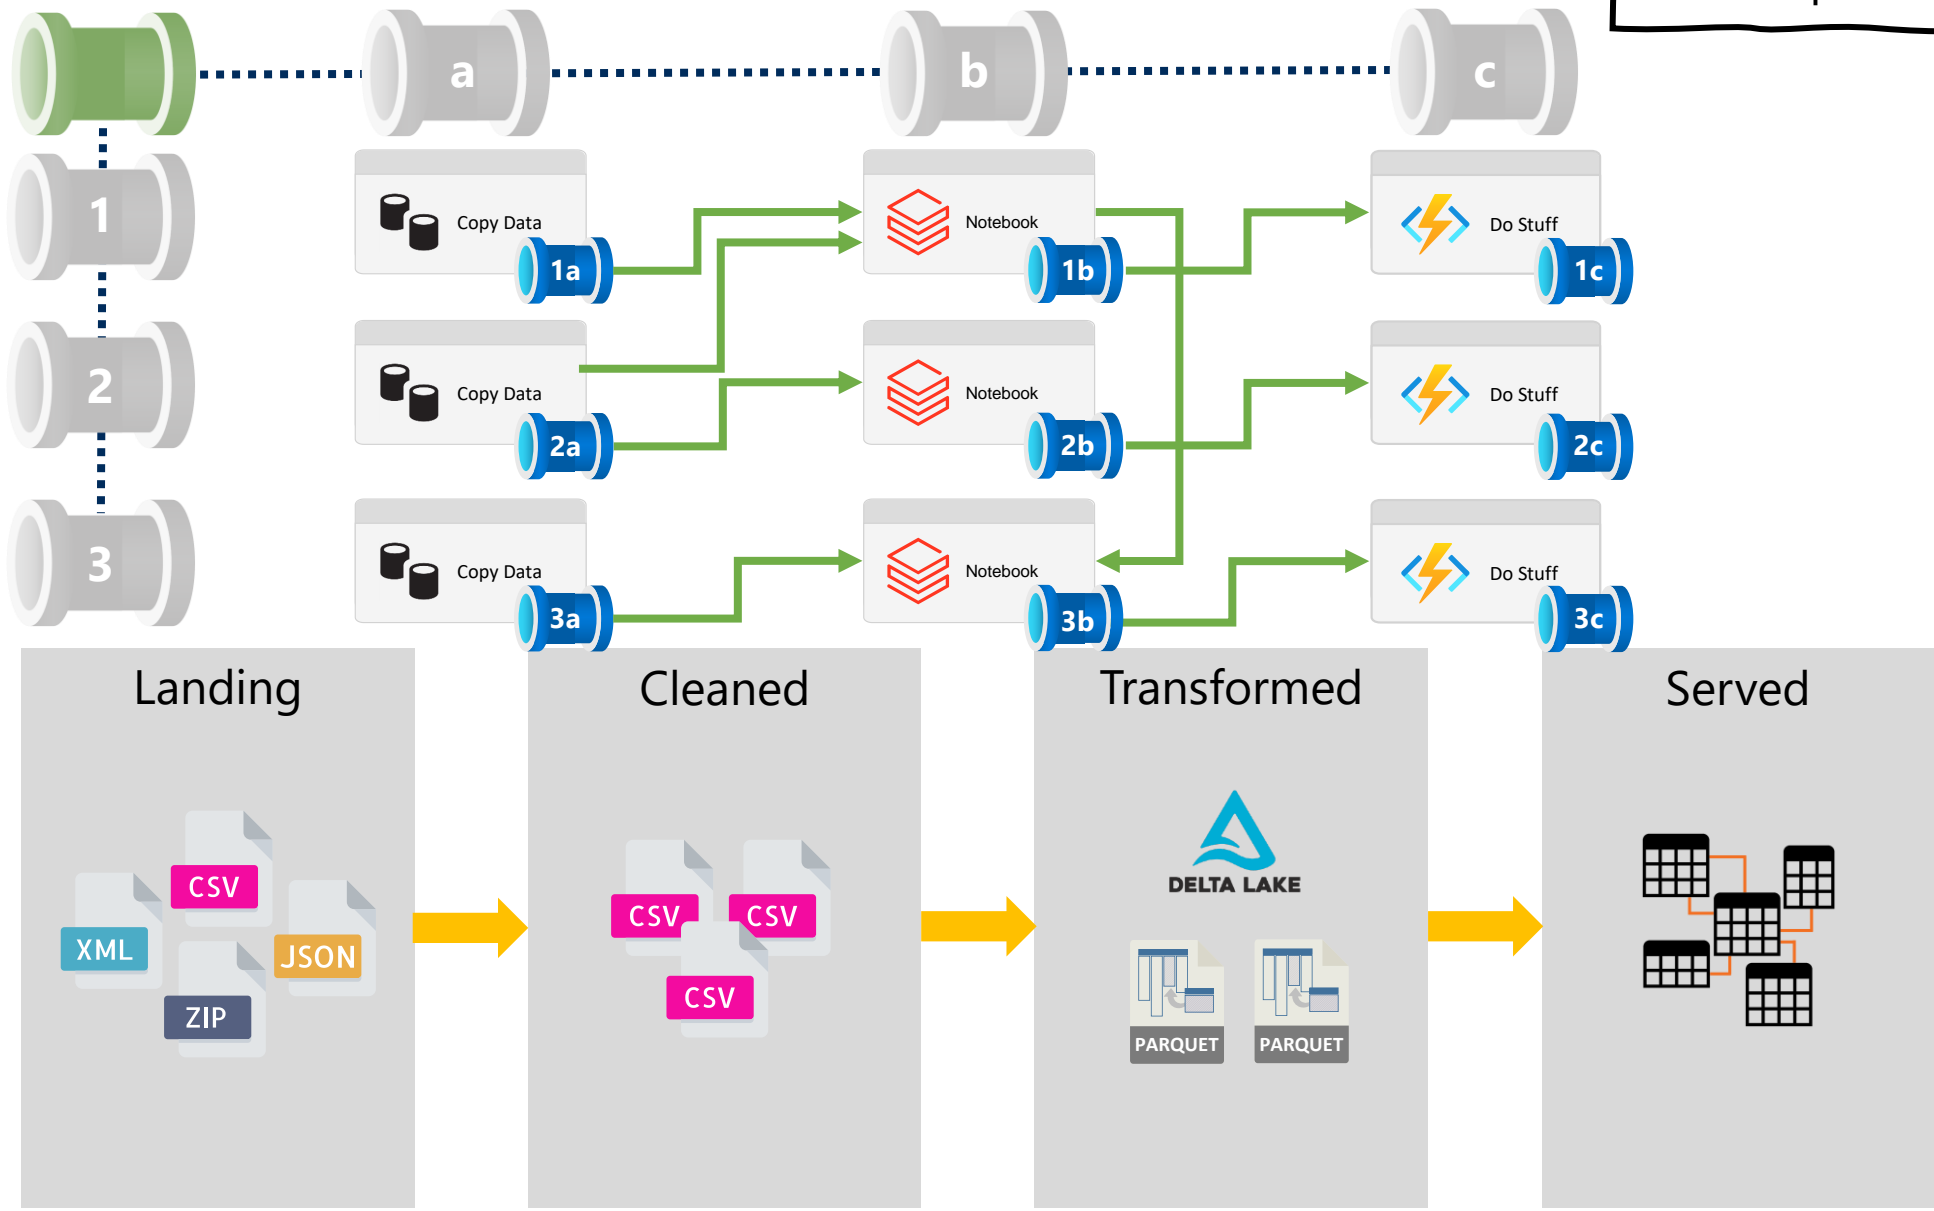 a
b
c
1
Copy Data
1a
Notebook
1b
Do Stuff
1c
2
Copy Data
2a
Notebook
2b
Do Stuff
2c
3
Copy Data
3a
Notebook
3b
Do Stuff
3c
Landing
Cleaned
Transformed
Served
CSV
XML
JSON
ZIP
CSV
CSV
CSV
DELTA LAKE
PARQUET
PARQUET